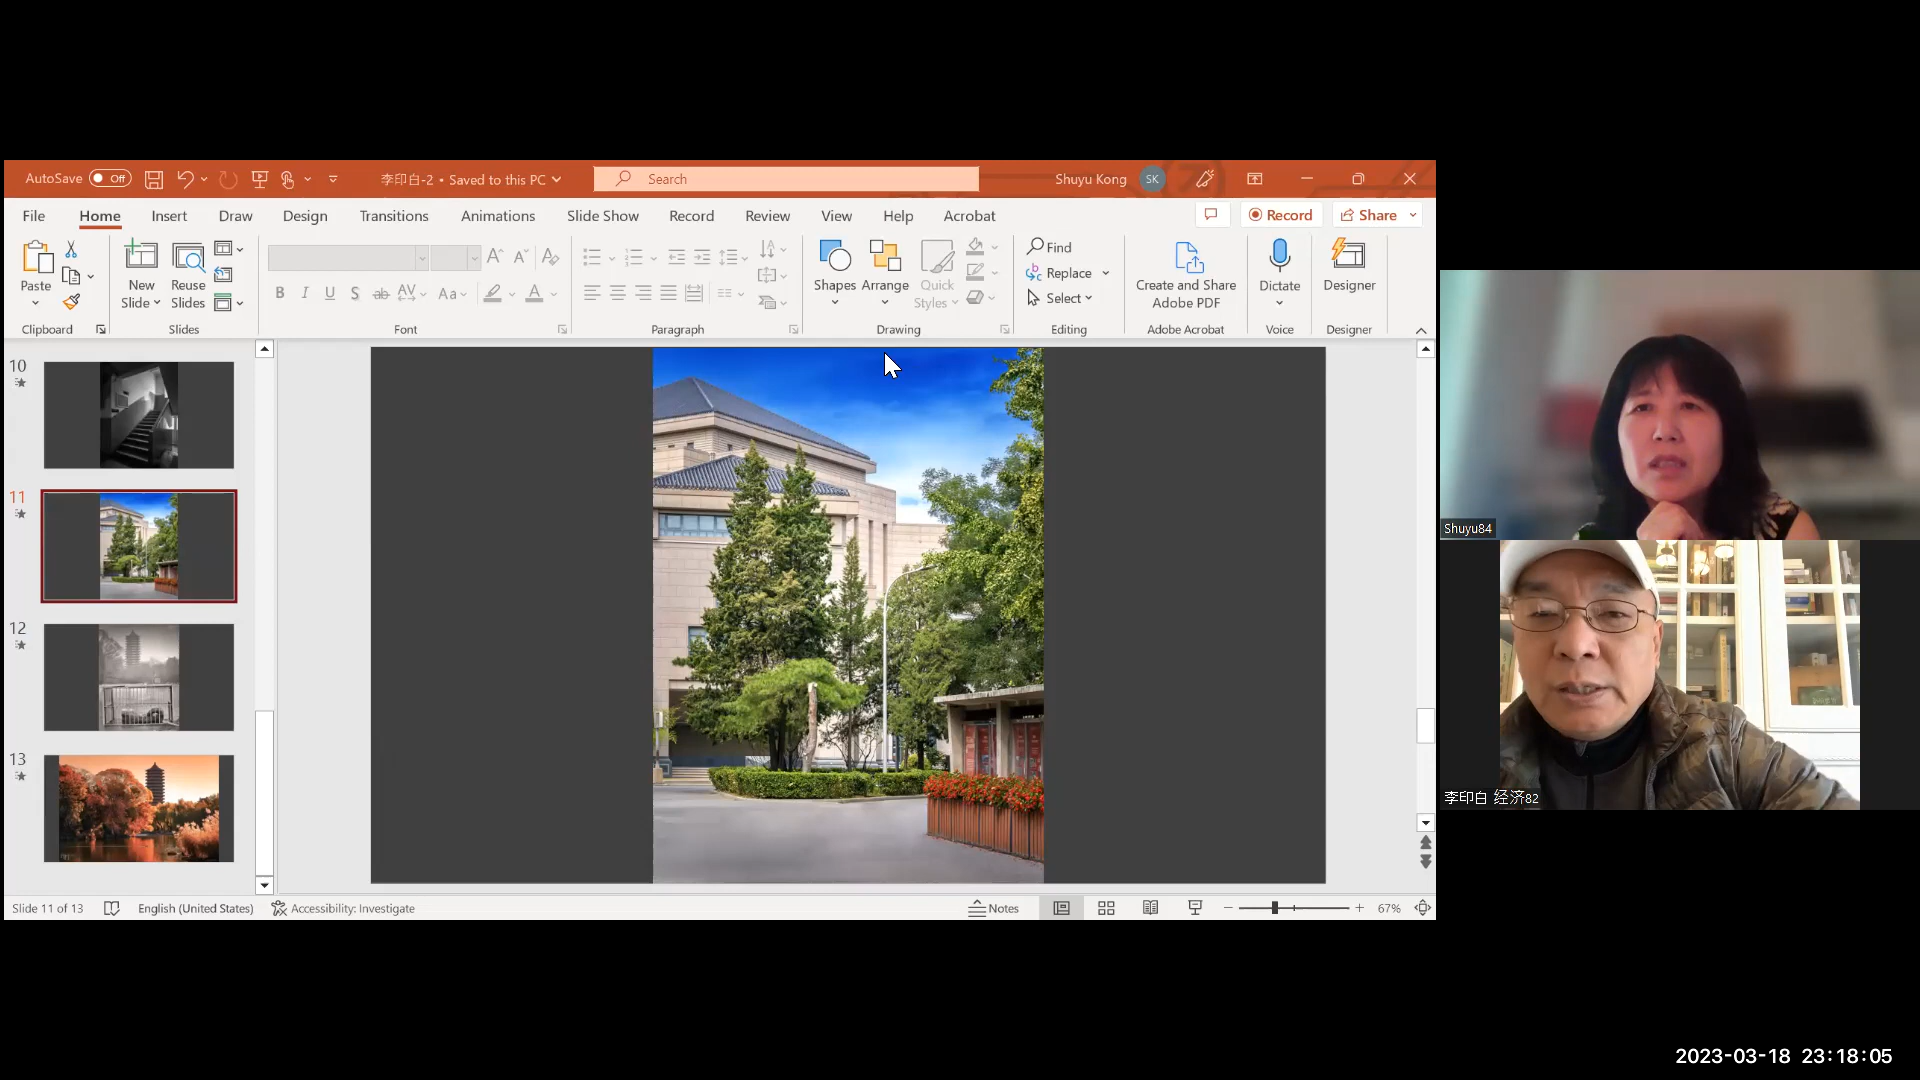 AutoSave Off 李印白-2 • Saved to this PC Search Shuyu Kong SK
File Home Insert Draw Design Transitions Animations Slide Show Record Review View Help Acrobat Record Share
Paste
New Slide
Reuse Slides
B I U S ab AV Aa A
Shapes Arrange Quick Styles
Find
Replace
Select
Create and Share Adobe PDF
Dictate
Designer
Clipboard Slides Font Paragraph Drawing Editing Adobe Acrobat Voice Designer
10
11
12
13
Shuyu84
李印白 经济82
Slide 11 of 13 English (United States) Accessibility: Investigate Notes 67%
2023-03-18 23:18:05